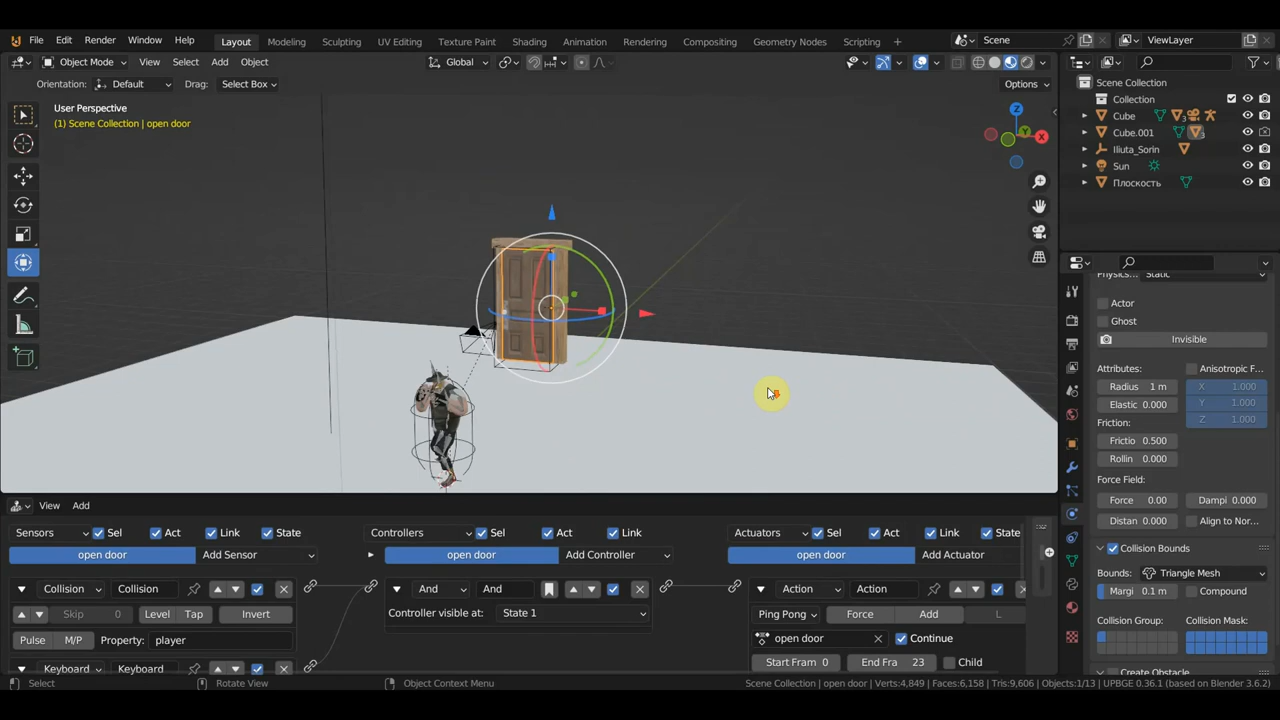 File Edit Render Window Help Layout Modeling Sculpting UV Editing Texture Paint Shading Animation Rendering Compositing Geometry Nodes Scripting + Scene ViewLayer
Object Mode View Select Add Object Global
Orientation: Default Drag: Select Box Options
User Perspective
(1) Scene Collection | open door
Z
Y
X
Scene Collection
Collection
Cube
3
Cube.001
3
Iliuta_Sorin
Sun
Плоскость
Physics... Static
Actor
Ghost
Invisible
Attributes: Anisotropic F...
Radius 1 m X 1.000
Elastic 0.000 Y 1.000
Friction: Z 1.000
Frictio 0.500
Rollin 0.000
Force Field:
Force 0.00 Dampi 0.000
Distan 0.000 Align to Nor...
Collision Bounds
Bounds: Triangle Mesh
Margi 0.1 m Compound
Collision Group: Collision Mask:
Create Obstacle
View Add
Sensors Sel Act Link State Controllers Sel Act Link Actuators Sel Act Link State
open door Add Sensor open door Add Controller open door Add Actuator
Collision Collision And And Action Action
Skip 0 Level Tap Invert Controller visible at: State 1 Ping Pong Force Add L
Pulse M/P Property: player open door Continue
Keyboard Keyboard Start Fram 0 End Fra 23 Child
Select Rotate View Object Context Menu Scene Collection | open door | Verts:4,849 | Faces:6,158 | Tris:9,606 | Objects:1/13 | UPBGE 0.36.1 (based on Blender 3.6.2)